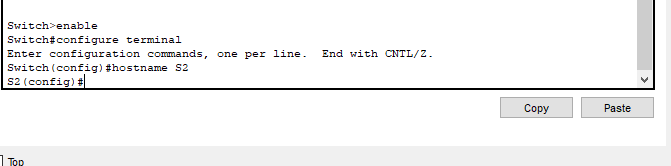 Switch>enable
Switch#configure terminal
Enter configuration commands, one per line.  End with CNTL/Z.
Switch(config)#hostname S2
S2(config)#
Copy
Paste
Top